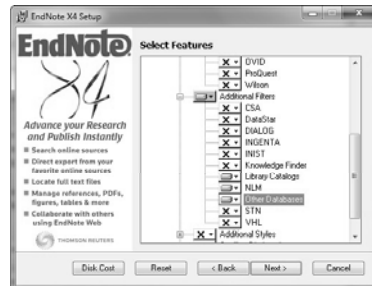 EndNote X4 Setup
EndNote
X4
Advance your Research
and Publish Instantly
Search online sources
Direct export from your
favorite online sources
Locate full text files
Manage references, PDFs,
figures, tables & more
Collaborate with others
using EndNote Web
THOMSON REUTERS
Select Features
OVID
ProQuest
Wilson
Additional Filters
CSA
DataStar
DIALOG
INGENTA
INIST
Knowledge Finder
Library Catalogs
NLM
Other Databases
STN
VHL
Additional Styles
Disk Cost
Reset
< Back
Next >
Cancel